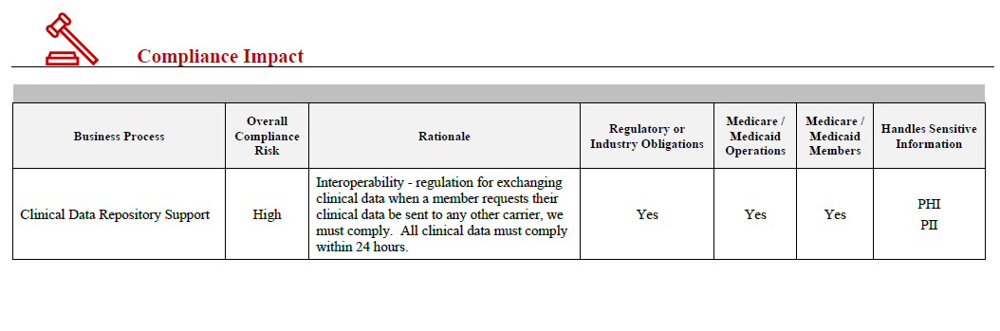 Compliance Impact
Business Process
Overall
Compliance
Risk
Rationale
Regulatory or
Industry Obligations
Medicare /
Medicaid
Operations
Medicare /
Medicaid
Members
Handles Sensitive
Information
Clinical Data Repository Support
High
Interoperability - regulation for exchanging
clinical data when a member requests their
clinical data be sent to any other carrier, we
must comply.  All clinical data must comply
within 24 hours.
Yes
Yes
Yes
PHI
PII